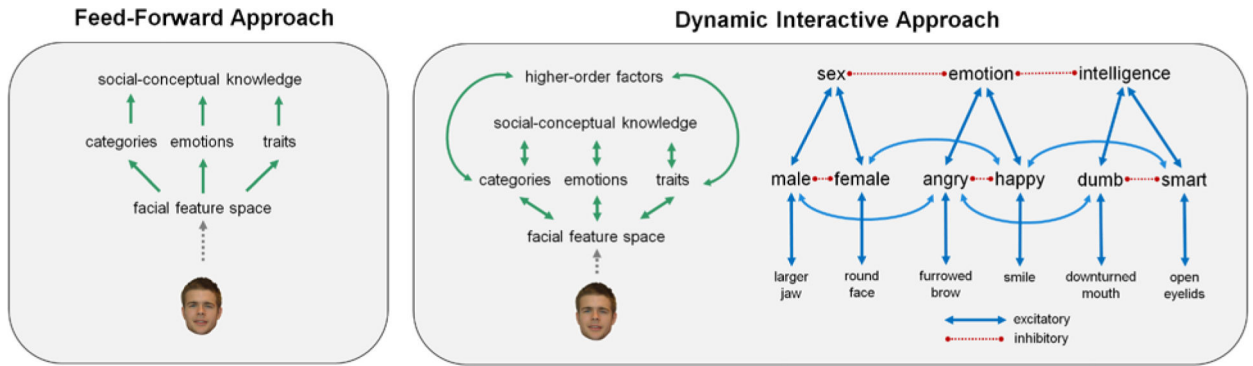 Feed-Forward Approach
social-conceptual knowledge
categories emotions traits
facial feature space
Dynamic Interactive Approach
higher-order factors
social-conceptual knowledge
categories emotions traits
facial feature space
sex emotion intelligence
male female angry happy dumb smart
larger round furrowed smile downturned open
jaw face brow mouth eyelids
excitatory
inhibitory